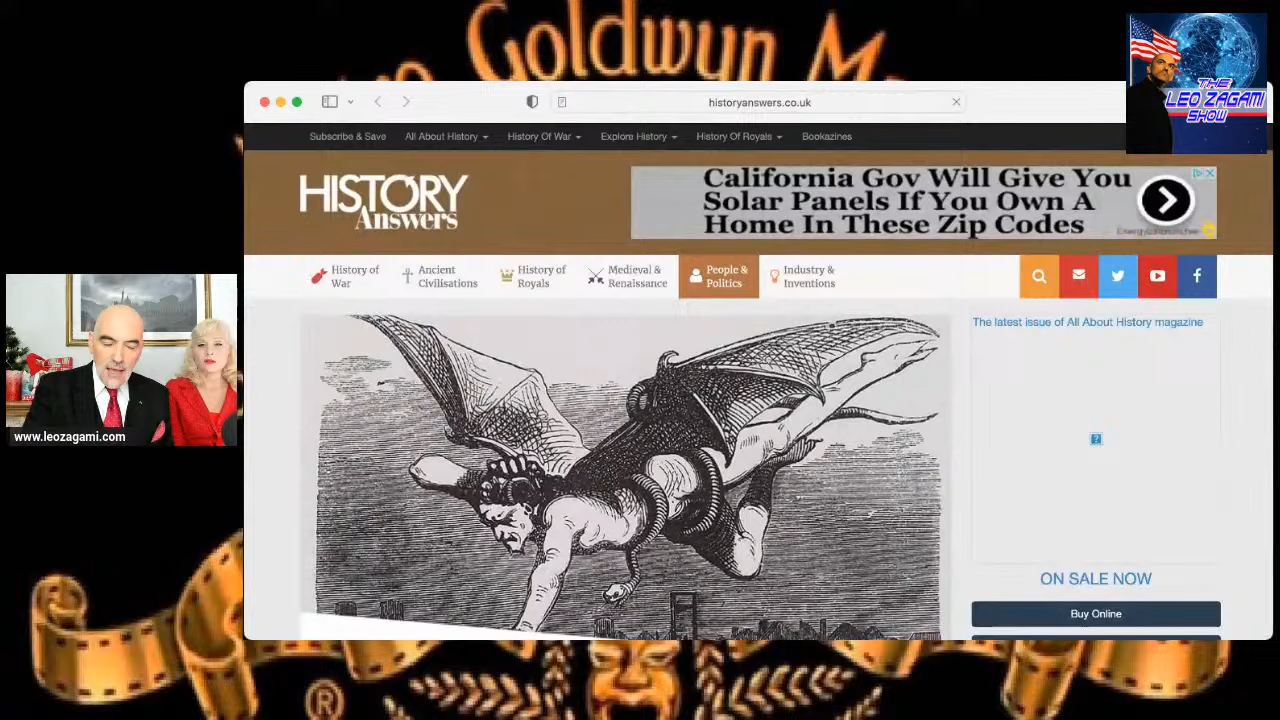 Goldwyn M
THE
LEO ZAGAMI
SHOW
historyanswers.co.uk
Subscribe & Save
All About History
History Of War
Explore History
History Of Royals
Bookazines
HISTORY
Answers
California Gov Will Give You
Solar Panels If You Own A
Home In These Zip Codes
History of
War
Ancient
Civilisations
History of
Royals
Medieval &
Renaissance
People &
Politics
Industry &
Inventions
The latest issue of All About History magazine
ON SALE NOW
Buy Online
www.leozagami.com
®